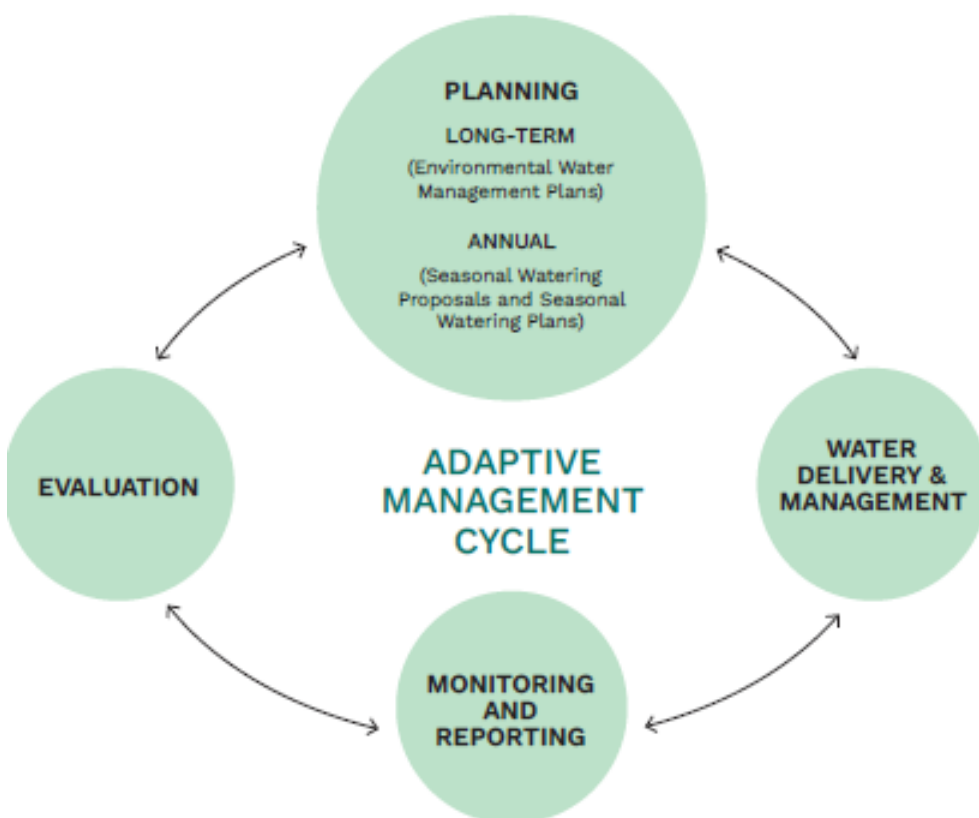 PLANNING
LONG-TERM
(Environmental Water
Management Plans)
ANNUAL
(Seasonal Watering
Proposals and Seasonal
Watering Plans)
EVALUATION
ADAPTIVE
MANAGEMENT
CYCLE
WATER
DELIVERY &
MANAGEMENT
MONITORING
AND
REPORTING